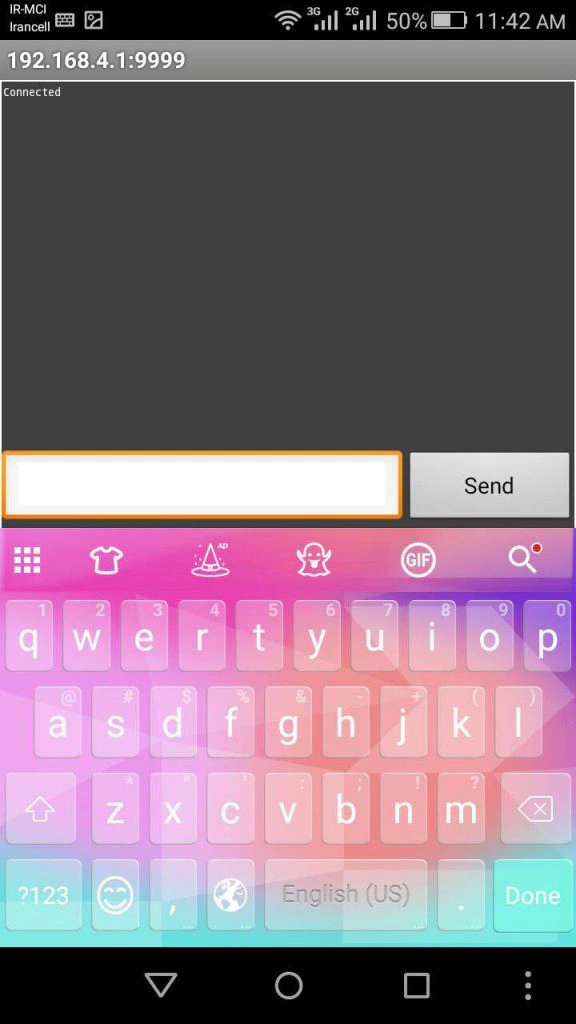 IR-MCI
Irancell
3G 2G 50% 11:42 AM
192.168.4.1:9999
Connected
Send
AD GIF
1 2 3 4 5 6 7 8 9 0
q w e r t y u i o p
@ # $ % & - + ( )
a s d f g h j k l
* " ' : ; ! ?
z x c v b n m
?123 , English (US) . Done